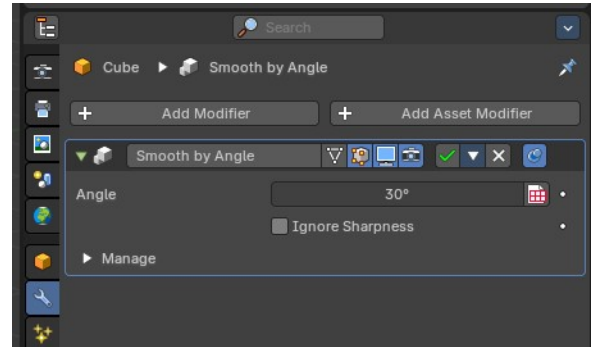 Search
Cube Smooth by Angle
Add Modifier Add Asset Modifier
Smooth by Angle
Angle 30°
Ignore Sharpness
Manage